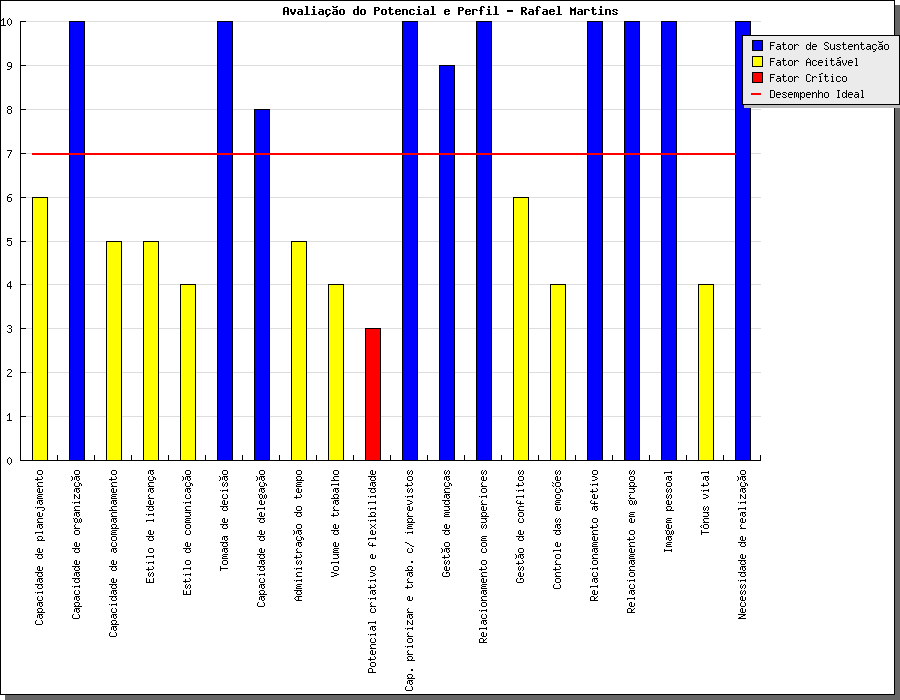 Avaliação do Potencial e Perfil - Rafael Martins
Fator de Sustentação
Fator Aceitável
Fator Crítico
Desempenho Ideal
10
9
8
7
6
5
4
3
2
1
0
Capacidade de planejamento
Capacidade de organização
Capacidade de acompanhamento
Estilo de liderança
Estilo de comunicação
Tomada de decisão
Capacidade de delegação
Administração do tempo
Volume de trabalho
Potencial criativo e flexibilidade
Cap. priorizar e trab. c/ imprevistos
Gestão de mudanças
Relacionamento com superiores
Gestão de conflitos
Controle das emoções
Relacionamento afetivo
Relacionamento em grupos
Imagem pessoal
Tônus vital
Necessidade de realização